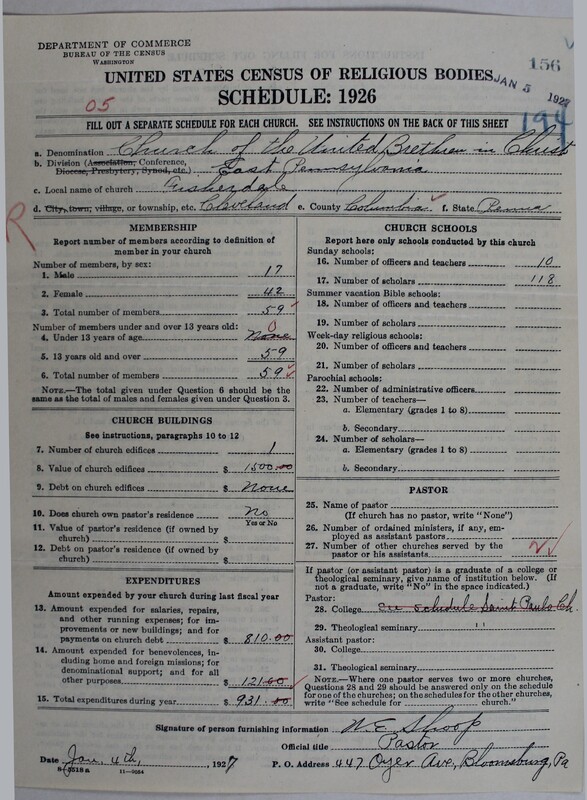 DEPARTMENT OF COMMERCE
BUREAU OF THE CENSUS
WASHINGTON
156
JAN 5 1927
UNITED STATES CENSUS OF RELIGIOUS BODIES
SCHEDULE: 1926
05
194
FILL OUT A SEPARATE SCHEDULE FOR EACH CHURCH. SEE INSTRUCTIONS ON THE BACK OF THIS SHEET
a. Denomination Church of the United Brethren in Christ
b. Division (Association, Conference, Diocese, Presbytery, Synod, etc.) East Pennsylvania
c. Local name of church
d. City, town, village, or township, etc. Cleveland e. County Columbia f. State Penna
R
MEMBERSHIP
Report number of members according to definition of
member in your church
Number of members, by sex:
1. Male 17
2. Female 42
3. Total number of members 59
Number of members under and over 13 years old:
4. Under 13 years of age None 0
5. 13 years old and over 59
6. Total number of members 59
NOTE.—The total given under Question 6 should be
same as the total of males and females given under Question 3.
CHURCH BUILDINGS
See instructions, paragraphs 10 to 12
7. Number of church edifices 1
8. Value of church edifices $ 1500.00
9. Debt on church edifices $ None
10. Does church own pastor's residence No
Yes or No
11. Value of pastor's residence (if owned by
church) $
12. Debt on pastor's residence (if owned by
church) $
EXPENDITURES
Amount expended by your church during last fiscal year
13. Amount expended for salaries, repairs,
and other running expenses; for im-
provements or new buildings; and for
payments on church debt $ 810.00
14. Amount expended for benevolences, in-
cluding home and foreign missions; for
denominational support; and for all
other purposes $ 121.00
15. Total expenditures during year $ 931.00
CHURCH SCHOOLS
Report here only schools conducted by this church
Sunday schools:
16. Number of officers and teachers 10
17. Number of scholars 118
Summer vacation Bible schools:
18. Number of officers and teachers
19. Number of scholars
Week-day religious schools:
20. Number of officers and teachers
21. Number of scholars
Parochial schools:
22. Number of administrative officers
23. Number of teachers—
a. Elementary (grades 1 to 8)
b. Secondary
24. Number of scholars—
a. Elementary (grades 1 to 8)
b. Secondary
PASTOR
25. Name of pastor
(If church has no pastor, write "None")
26. Number of ordained ministers, if any, em-
ployed as assistant pastors
27. Number of other churches served by the
pastor or his assistants
If pastor (or assistant pastor) is a graduate of a college or
theological seminary, give name of institution below. (If
not a graduate, write "No" in the space indicated.)
Pastor:
28. College schedule Saint Pauls Ch.
29. Theological seminary "
Assistant pastor:
30. College
31. Theological seminary
NOTE.—Where one pastor serves two or more churches,
Questions 28 and 29 should be answered only on the schedule
for one of the churches; on the schedules for the other churches,
write "See schedule for church."
Signature of person furnishing information W.E. Shoop
Official title Pastor
Date Jan. 4th, 1927 P. O. Address 447 Oyer Ave, Bloomsburg, Pa
8-5518a 11-9034